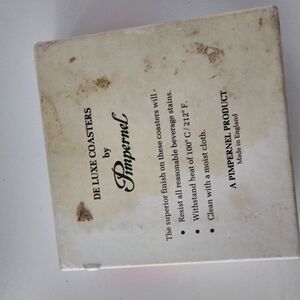 DE LUXE COASTERS
by
Pimpernel
The superior finish on these coasters will -
• Resist all reasonable beverage stains.
• Withstand heat of 100° C / 212° F.
• Clean with a moist cloth.
A PIMPERNEL PRODUCT
Made in England